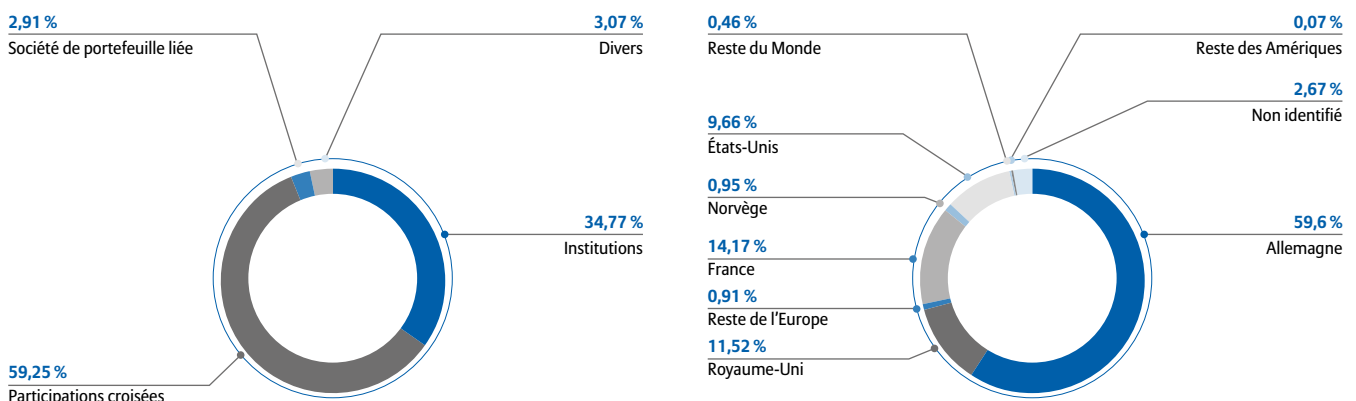 2,91 %
Société de portefeuille liée
3,07 %
Divers
34,77 %
Institutions
59,25 %
Participations croisées
0,46 %
Reste du Monde
0,07 %
Reste des Amériques
2,67 %
Non identifié
9,66 %
États-Unis
0,95 %
Norvège
14,17 %
France
0,91 %
Reste de l'Europe
11,52 %
Royaume-Uni
59,6 %
Allemagne